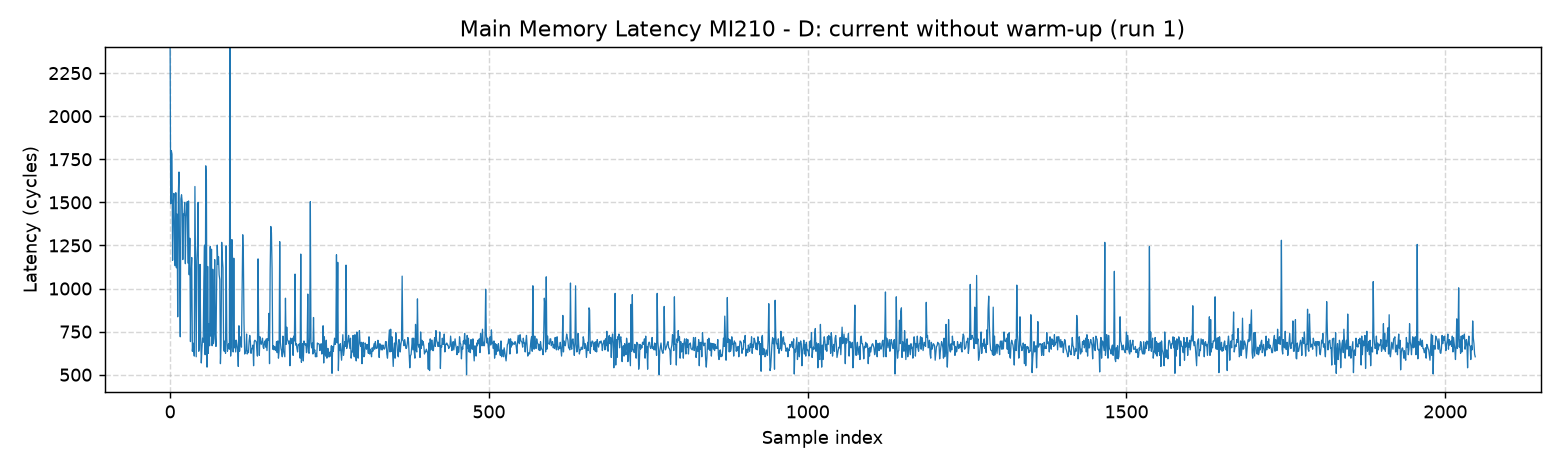 Main Memory Latency MI210 - D: current without warm-up (run 1)
Latency (cycles)
2250
2000
1750
1500
1250
1000
750
500
0 500 1000 1500 2000
Sample index